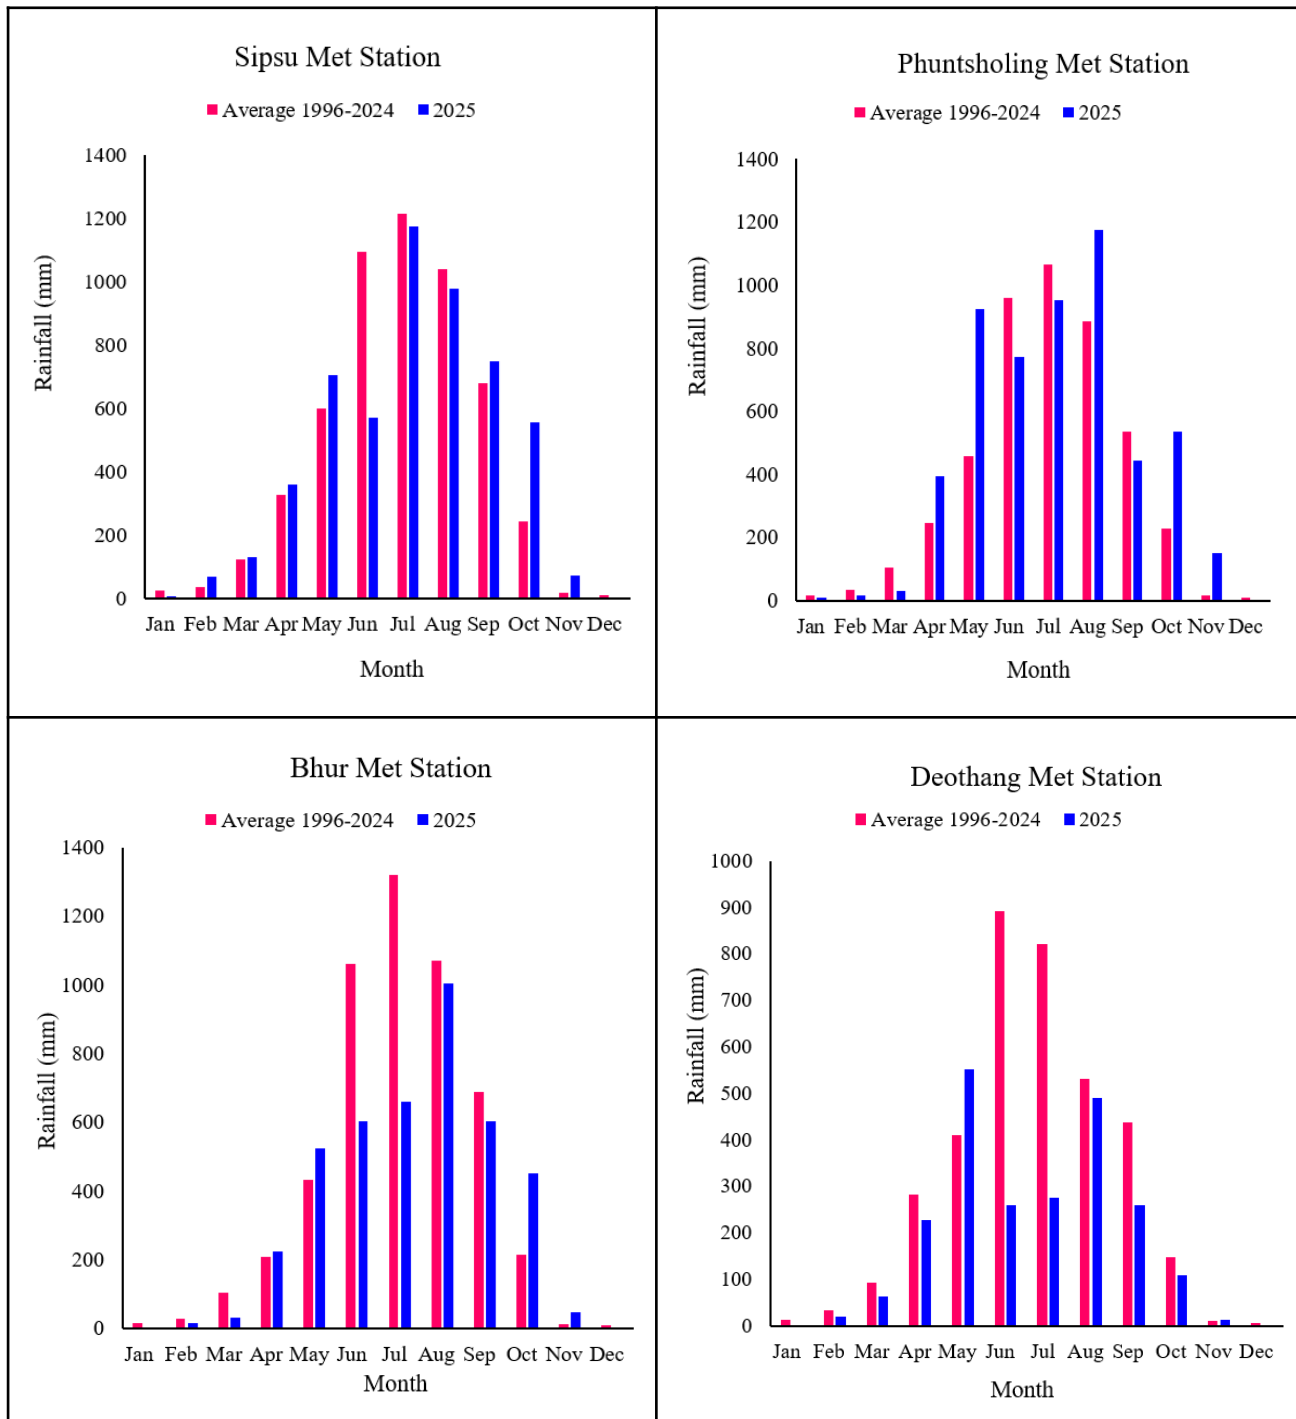 Sipsu Met Station
Average 1996-2024 2025
1400
1200
1000
800
600
400
200
0
Rainfall (mm)
Jan Feb Mar Apr May Jun Jul Aug Sep Oct Nov Dec
Month
Phuntsholing Met Station
Average 1996-2024 2025
1400
1200
1000
800
600
400
200
0
Rainfall (mm)
Jan Feb Mar Apr May Jun Jul Aug Sep Oct Nov Dec
Month
Bhur Met Station
Average 1996-2024 2025
1400
1200
1000
800
600
400
200
0
Rainfall (mm)
Jan Feb Mar Apr May Jun Jul Aug Sep Oct Nov Dec
Month
Deothang Met Station
Average 1996-2024 2025
1000
900
800
700
600
500
400
300
200
100
0
Rainfall (mm)
Jan Feb Mar Apr May Jun Jul Aug Sep Oct Nov Dec
Month